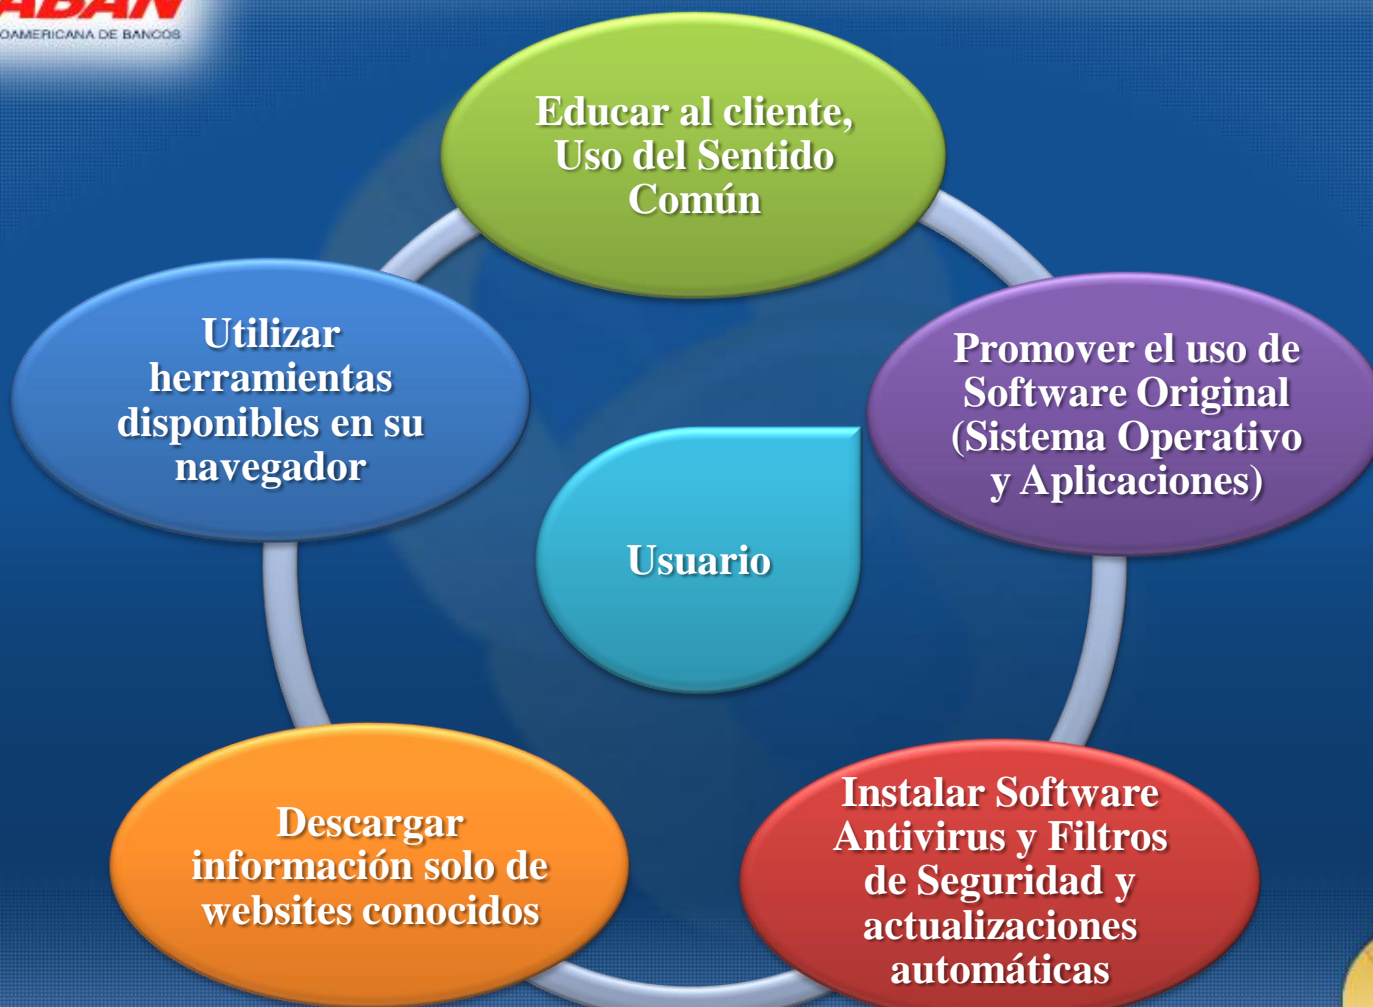 OAMERICANA DE BANCOS
Educar al cliente,
Uso del Sentido
Común
Utilizar
herramientas
disponibles en su
navegador
Promover el uso de
Software Original
(Sistema Operativo
y Aplicaciones)
Usuario
Descargar
información solo de
websites conocidos
Instalar Software
Antivirus y Filtros
de Seguridad y
actualizaciones
automáticas